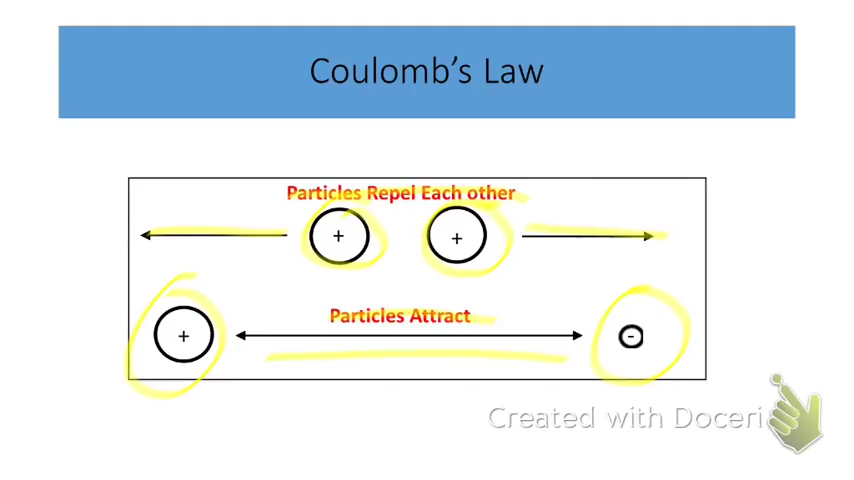 Coulomb's Law
Particles Repel Each other
+ +
Particles Attract
+ -
Created with Doceri